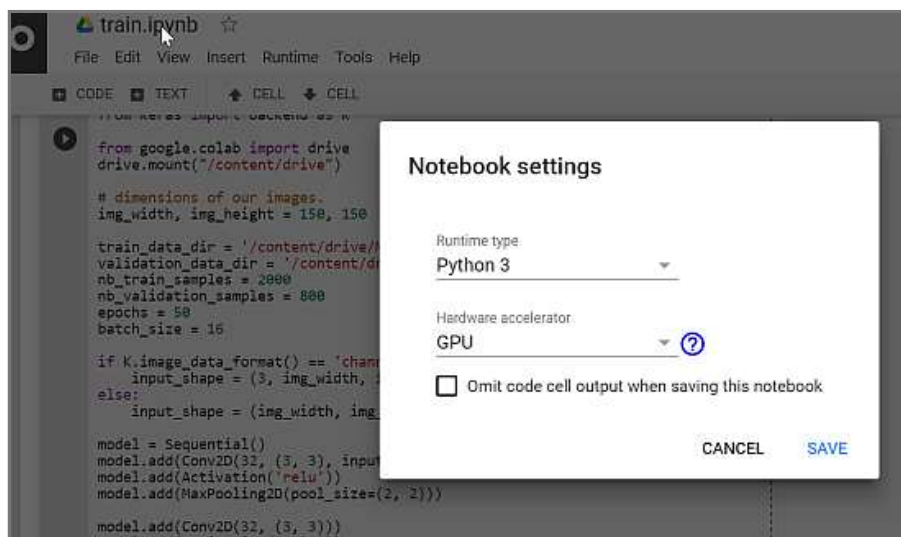 train.ipynb
File Edit View Insert Runtime Tools Help
CODE TEXT CELL CELL
from keras import backend as K
from google.colab import drive
drive.mount("/content/drive")
# dimensions of our images.
img_width, img_height = 150, 150
train_data_dir = '/content/drive/
validation_data_dir = '/content/
nb_train_samples = 2000
nb_validation_samples = 800
epochs = 50
batch_size = 16
if K.image_data_format() == 'chan
input_shape = (3, img_width,
else:
input_shape = (img_width, img_
model = Sequential()
model.add(Conv2D(32, (3, 3), input
model.add(Activation('relu'))
model.add(MaxPooling2D(pool_size=(2, 2)))
model.add(Conv2D(32, (3, 3)))
Notebook settings
Runtime type
Python 3
Hardware accelerator
GPU
?
Omit code cell output when saving this notebook
CANCEL SAVE